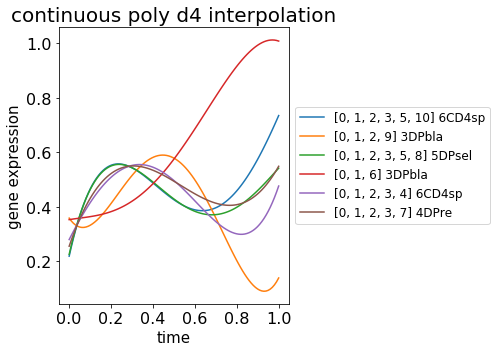 continuous poly d4 interpolation
gene expression
1.0
0.8
0.6
0.4
0.2
0.0 0.2 0.4 0.6 0.8 1.0
time
[0, 1, 2, 3, 5, 10] 6CD4sp
[0, 1, 2, 9] 3DPbla
[0, 1, 2, 3, 5, 8] 5DPsel
[0, 1, 6] 3DPbla
[0, 1, 2, 3, 4] 6CD4sp
[0, 1, 2, 3, 7] 4DPre